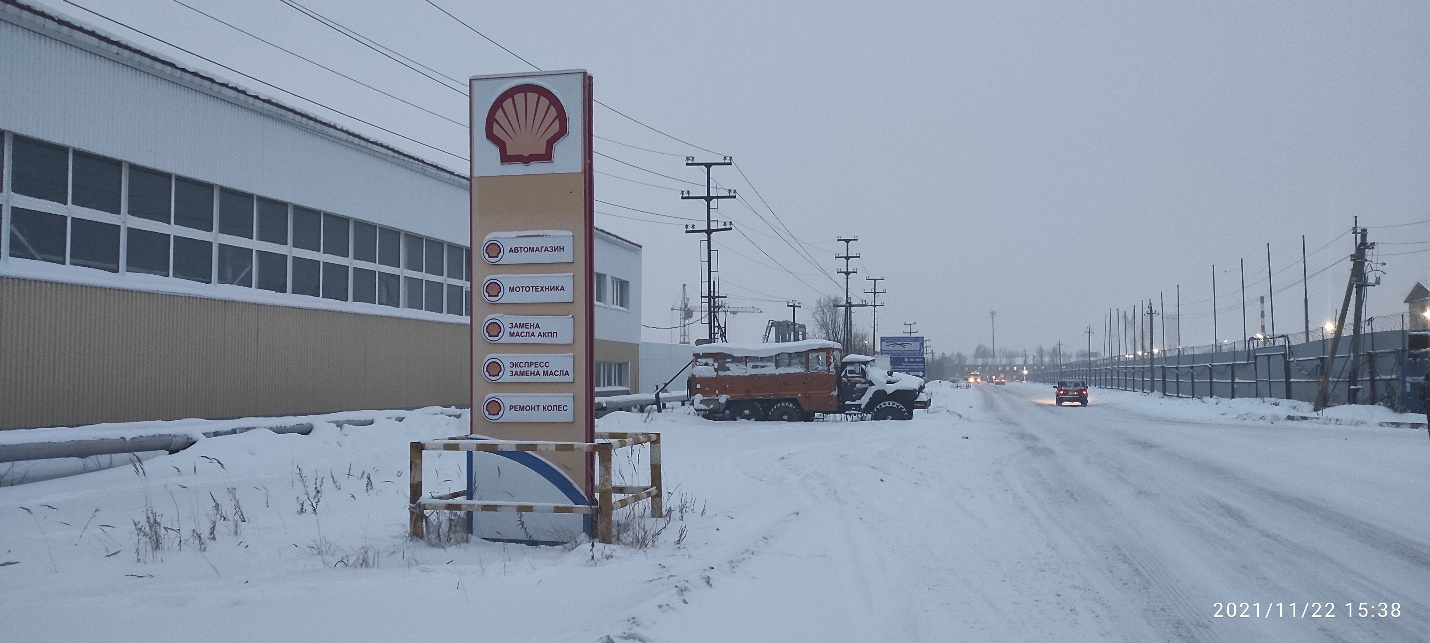 АВТОМАГАЗИН
МОТОТЕХНИКА
ЗАМЕНА
МАСЛА АКПП
ЭКСПРЕСС
ЗАМЕНА МАСЛА
РЕМОНТ КОЛЕС
2021/11/22 15:38